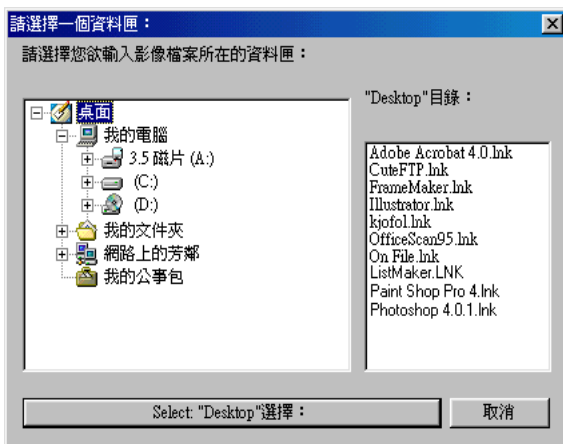 請選擇一個資料匣：
請選擇您欲輸入影像檔案所在的資料匣：
桌面
我的電腦
3.5 磁片 (A:)
(C:)
(D:)
我的文件夾
網路上的芳鄰
我的公事包
"Desktop"目錄：
Adobe Acrobat 4.0.lnk
CuteFTP.lnk
FrameMaker.lnk
Illustrator.lnk
kjofol.lnk
OfficeScan95.lnk
On File.lnk
ListMaker.LNK
Paint Shop Pro 4.lnk
Photoshop 4.0.1.lnk
Select: "Desktop"選擇：
取消